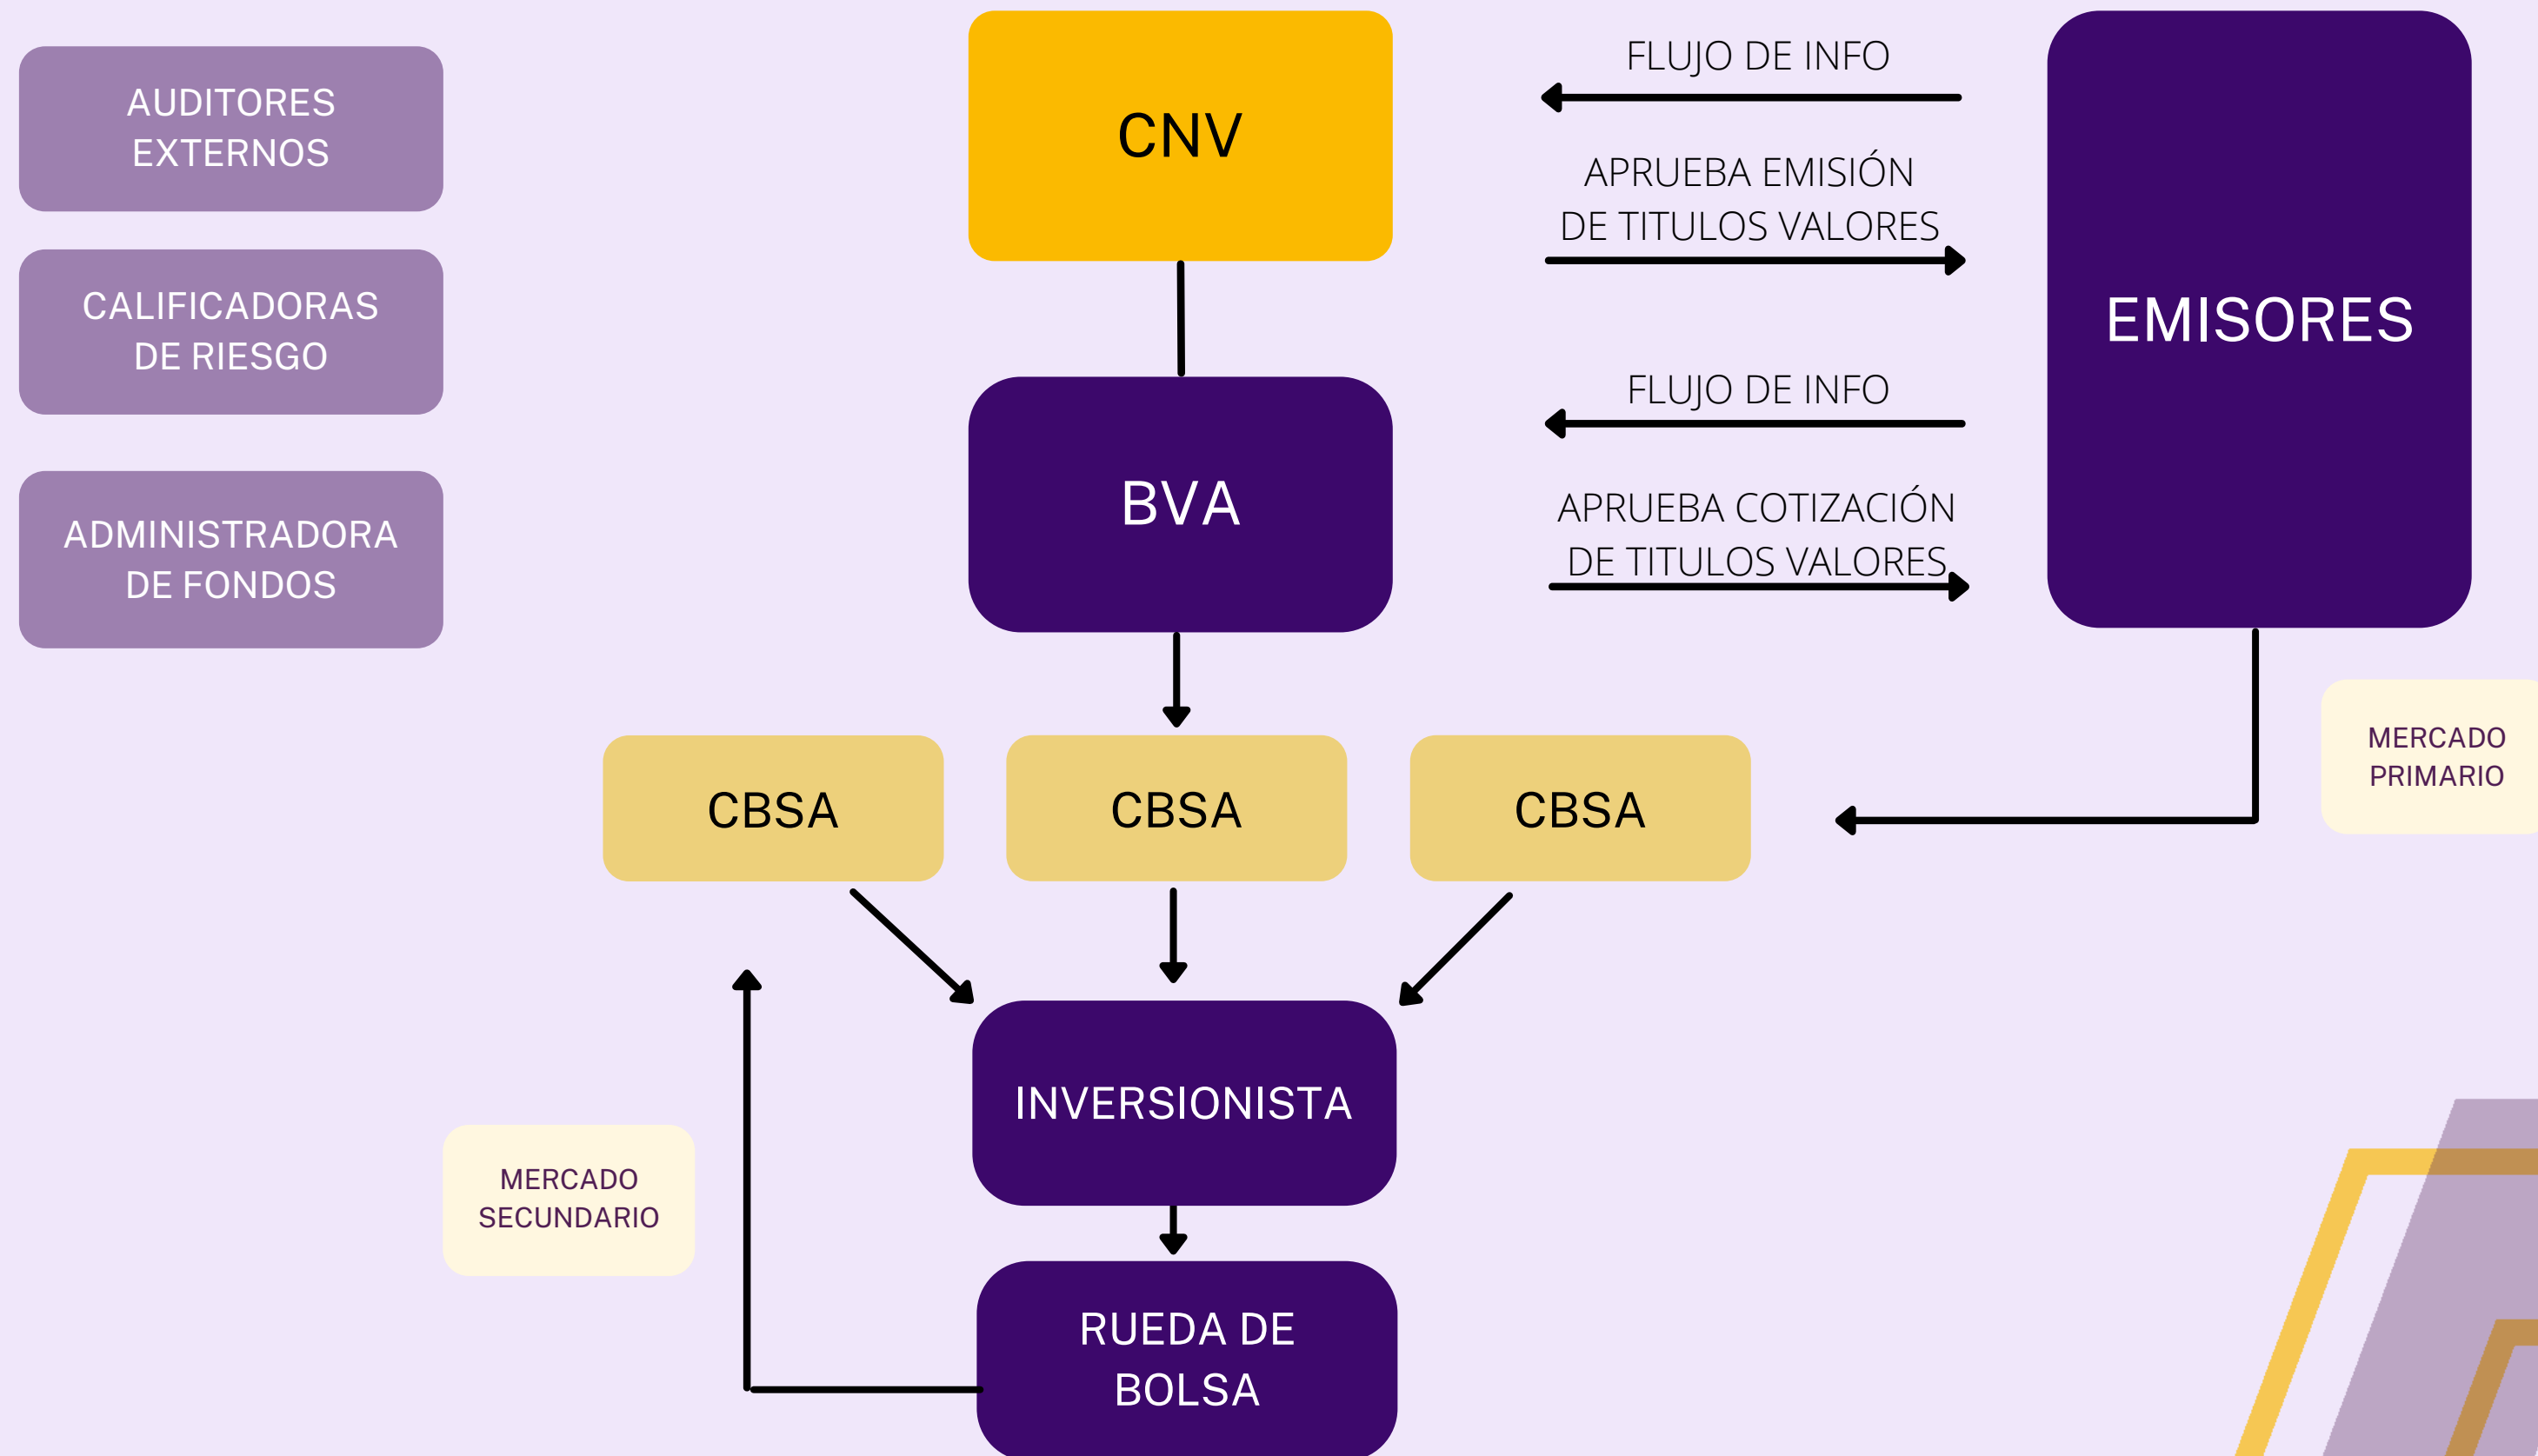 AUDITORES
EXTERNOS
CALIFICADORAS
DE RIESGO
ADMINISTRADORA
DE FONDOS
CNV
FLUJO DE INFO
APRUEBA EMISIÓN
DE TITULOS VALORES
EMISORES
BVA
FLUJO DE INFO
APRUEBA COTIZACIÓN
DE TITULOS VALORES
MERCADO
PRIMARIO
CBSA
CBSA
CBSA
INVERSIONISTA
MERCADO
SECUNDARIO
RUEDA DE
BOLSA